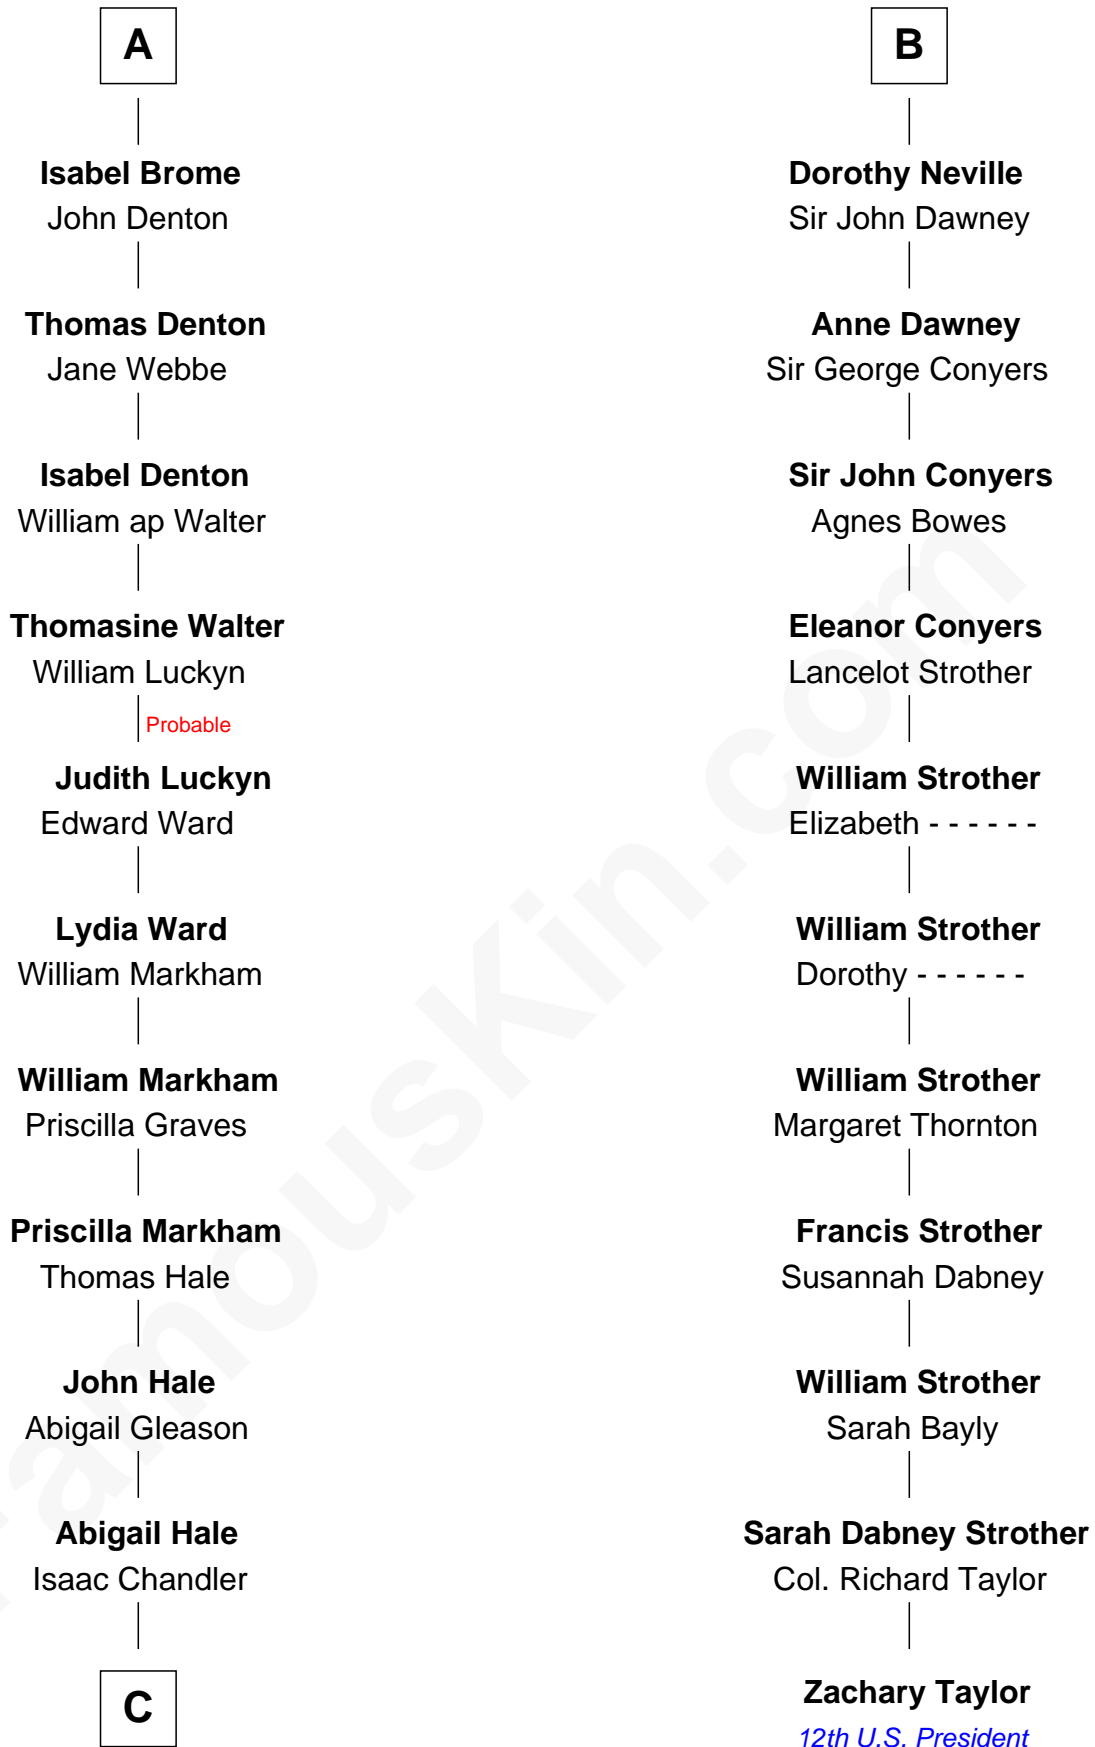 A
Isabel Brome
John Denton
Thomas Denton
Jane Webbe
Isabel Denton
William ap Walter
Thomasine Walter
William Luckyn
Probable
Judith Luckyn
Edward Ward
Lydia Ward
William Markham
William Markham
Priscilla Graves
Priscilla Markham
Thomas Hale
John Hale
Abigail Gleason
Abigail Hale
Isaac Chandler
C
B
Dorothy Neville
Sir John Dawney
Anne Dawney
Sir George Conyers
Sir John Conyers
Agnes Bowes
Eleanor Conyers
Lancelot Strother
William Strother
Elizabeth - - - - - -
William Strother
Dorothy - - - - - -
William Strother
Margaret Thornton
Francis Strother
Susannah Dabney
William Strother
Sarah Bayly
Sarah Dabney Strother
Col. Richard Taylor
Zachary Taylor
12th U.S. President
FamousKin.com